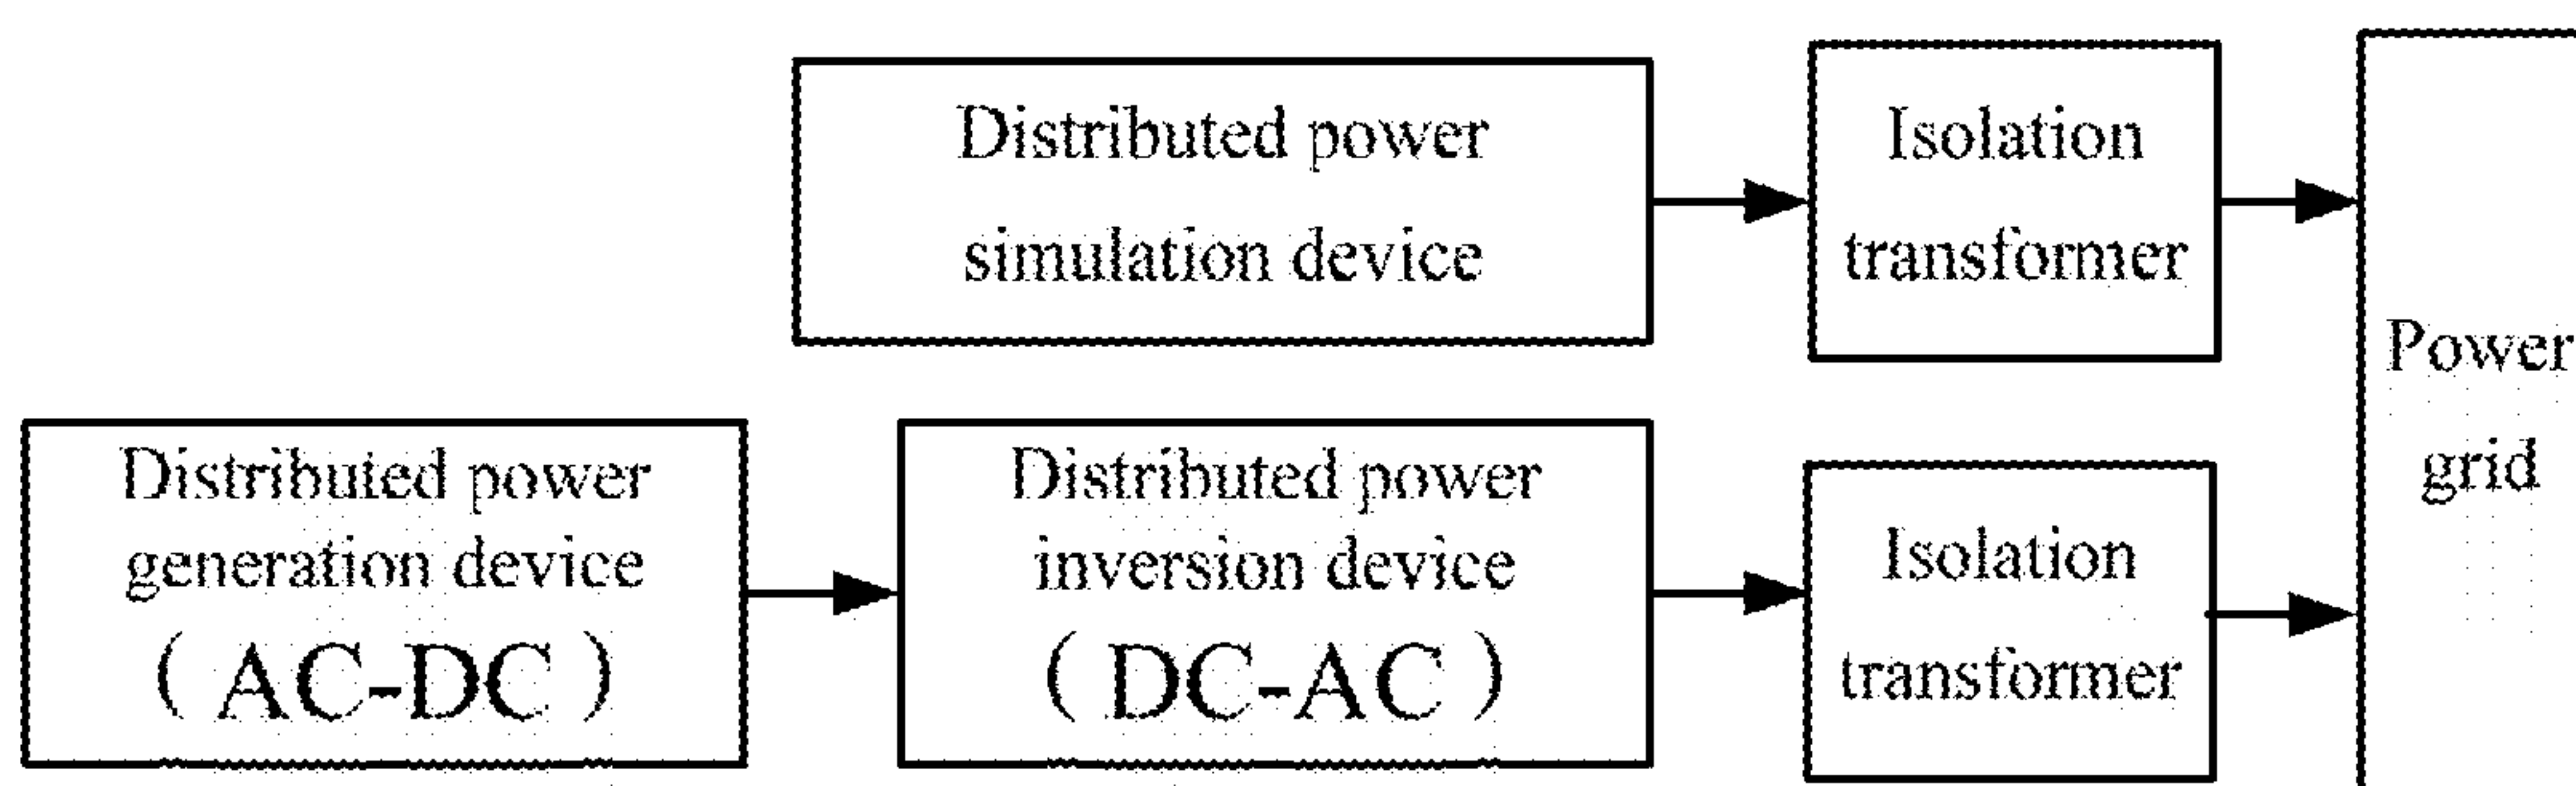 Distributed power
simulation device
Isolation
transformer
Power
grid
Distributed power
generation device
( AC-DC )
Distributed power
inversion device
( DC-AC )
Isolation
transformer